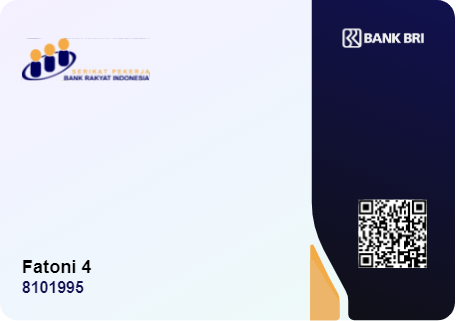 SERIKAT PEKERJA
BANK RAKYAT INDONESIA
BANK BRI
Fatoni 4
8101995